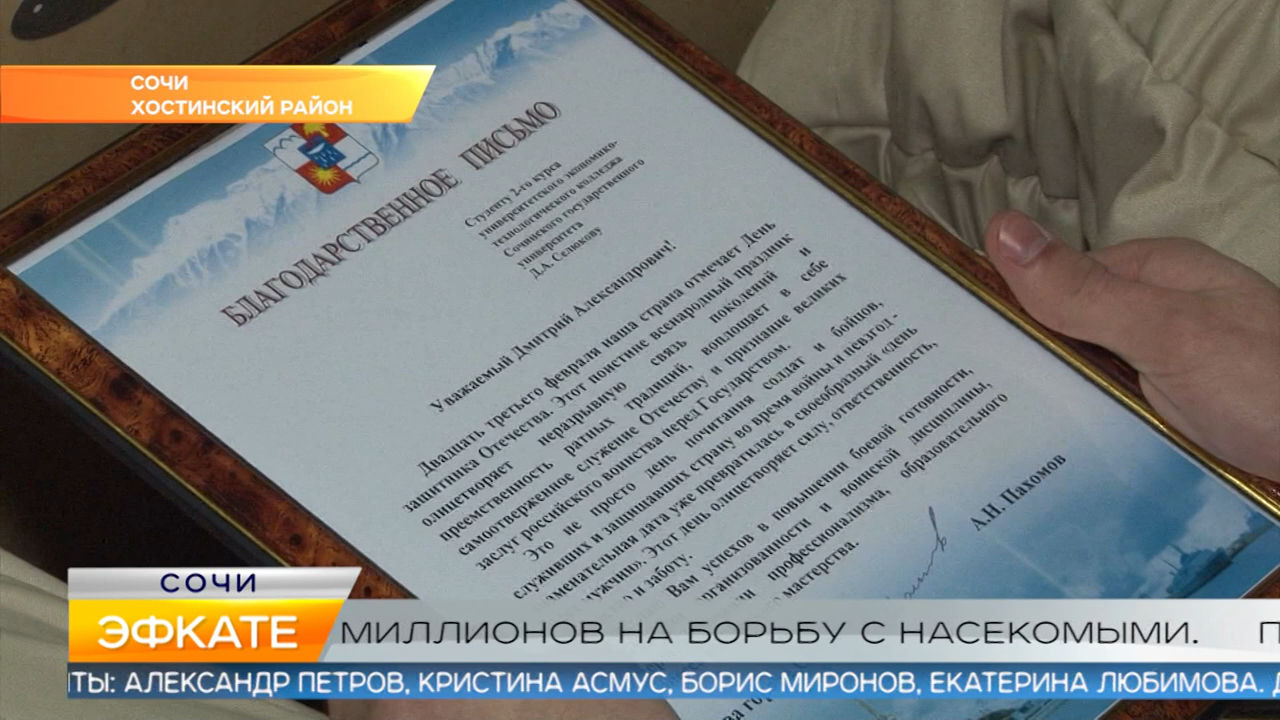 СОЧИ
ХОСТИНСКИЙ РАЙОН
БЛАГОДАРСТВЕННОЕ ПИСЬМО
Студенту 2-го курса
университетского экономико-
технологического колледжа
Сочинского государственного
университета
Д.А. Селюкову
Уважаемый Дмитрий Александрович!
Двадцать третьего февраля наша страна отмечает День
защитника Отечества. Этот поистине всенародный праздник
олицетворяет неразрывную связь поколений и
преемственность ратных традиций, воплощает в себе
самоотверженное служение Отечеству и признание великих
заслуг российского воинства перед Государством.
Это не просто день почитания солдат и бойцов,
служивших и защищавших страну во время войны и невзгод -
знаменательная дата уже превратилась в своеобразный «день
мужчин». Этот день олицетворяет силу, ответственность,
и заботу.
Вам успехов в повышении боевой готовности,
организованности и воинской дисциплины,
профессионализма, образовательного
мастерства.
А.Н. Пахомов
СОЧИ
ЭФКАТЕ
МИЛЛИОНОВ НА БОРЬБУ С НАСЕКОМЫМИ. П
ТЫ: АЛЕКСАНДР ПЕТРОВ, КРИСТИНА АСМУС, БОРИС МИРОНОВ, ЕКАТЕРИНА ЛЮБИМОВА. Д